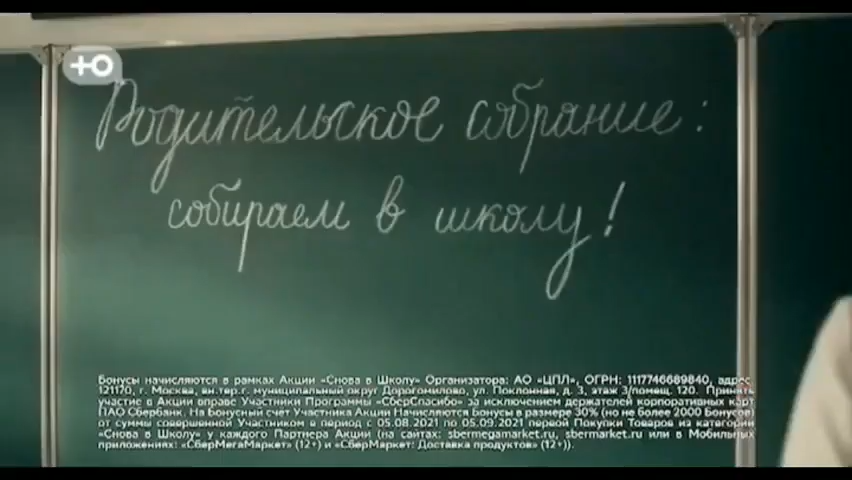 Ю
Родительское собрание:
собираем в школу!
Бонусы начисляются в рамках Акции «Снова в Школу» Организатора: АО «ЦПЛ», ОГРН: 1117746689840, адрес:
121170, г. Москва, вн.тер.г. муниципальный округ Дорогомилово, ул. Поклонная, д. 3, этаж 3/помещ. 120. Принять
участие в Акции вправе Участники Программы «СберСпасибо» за исключением держателей корпоративных карт
ПАО Сбербанк. На Бонусный счёт Участника Акции Начисляются Бонусы в размере 30% (но не более 2000 Бонусов)
от суммы совершенной Участником в период с 05.08.2021 по 05.09.2021 первой Покупки Товаров из категории
«Снова в Школу» у каждого Партнера Акции (на сайтах: sbermegamarket.ru, sbermarket.ru или в Мобильных
приложениях: «СберМегаМаркет» (12+) и «СберМаркет: Доставка продуктов» (12+)).